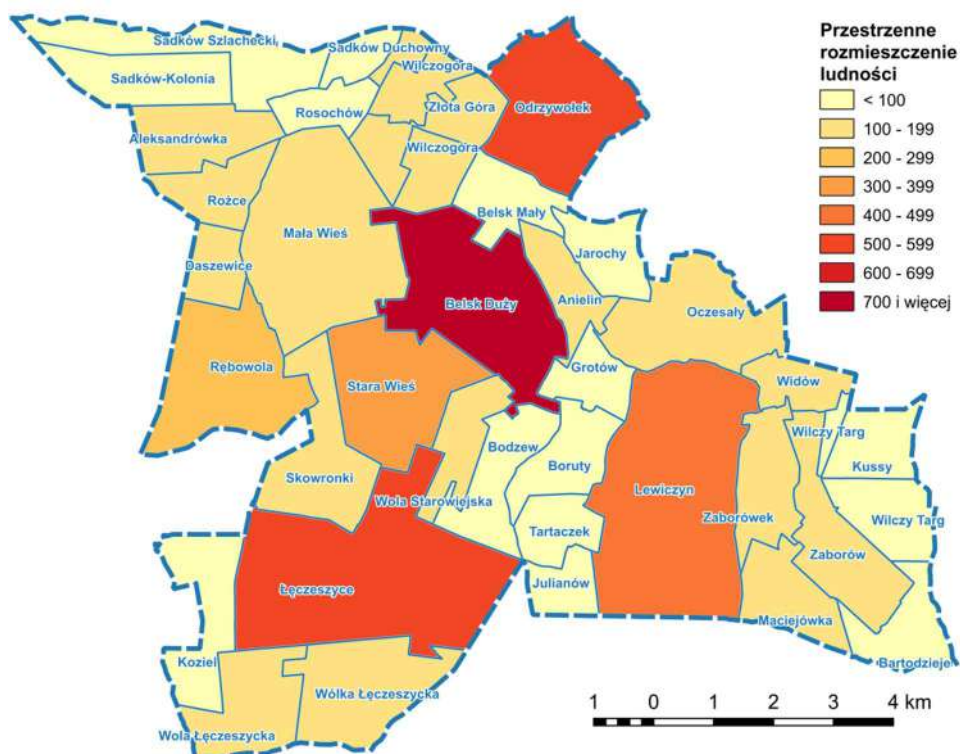 Przestrzenne
rozmieszczenie
ludności
< 100
100 - 199
200 - 299
300 - 399
400 - 499
500 - 599
600 - 699
700 i więcej
Sadków Szlachecki
Sadków Duchowny
Wilczogóra
Sadków-Kolonia
Rosochów
Złota Góra
Odrzywołek
Aleksandrówka
Wilczogóra
Rożce
Belsk Mały
Mała Wieś
Jarochy
Daszewice
Anielin
Oczesały
Belsk Duży
Rębowola
Stara Wieś
Grotów
Widów
Wilczy Targ
Bodzew
Boruty
Kussy
Skowronki
Wola Starowiejska
Lewiczyn
Zaborówek
Wilczy Targ
Tartaczek
Zaborów
Łęczeszyce
Julianów
Maciejówka
Koziel
Bartodzieje
Wólka Łęczeszycka
Wola Łęczeszycka
1 0 1 2 3 4 km